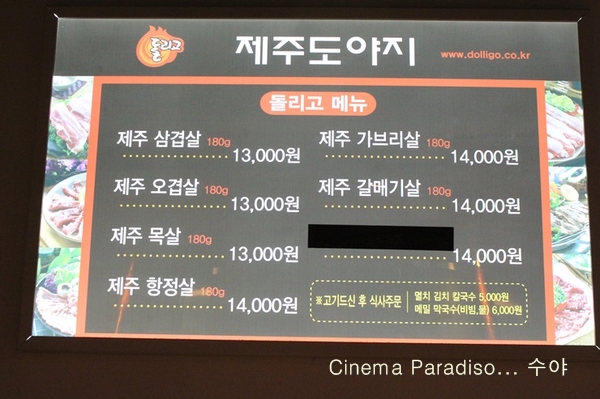 돌리고
제주도야지
www.dolligo.co.kr
돌리고 메뉴
제주 삼겹살 180g
13,000원
제주 오겹살 180g
13,000원
제주 목살 180g
13,000원
제주 항정살 180g
14,000원
제주 가브리살 180g
14,000원
제주 갈매기살 180g
14,000원
14,000원
※고기드신 후 식사주문
멸치 김치 칼국수 5,000원
메밀 막국수(비빔,물) 6,000원
Cinema Paradiso... 수야